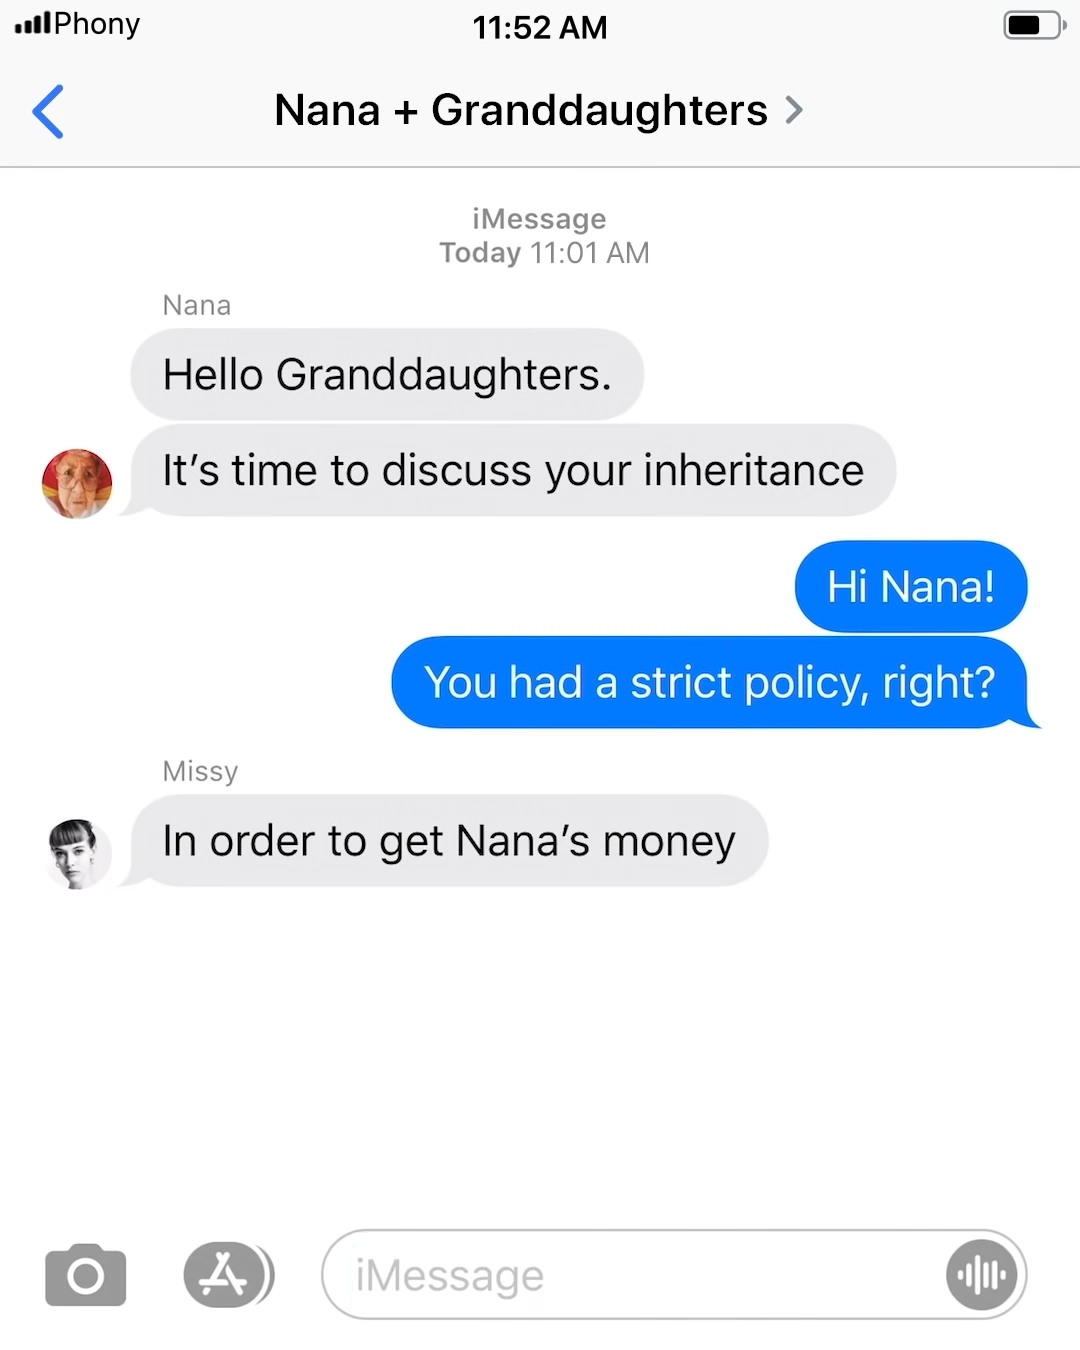 Phony
11:52 AM
Nana + Granddaughters
iMessage
Today 11:01 AM
Nana
Hello Granddaughters.
It’s time to discuss your inheritance
Hi Nana!
You had a strict policy, right?
Missy
In order to get Nana’s money
iMessage